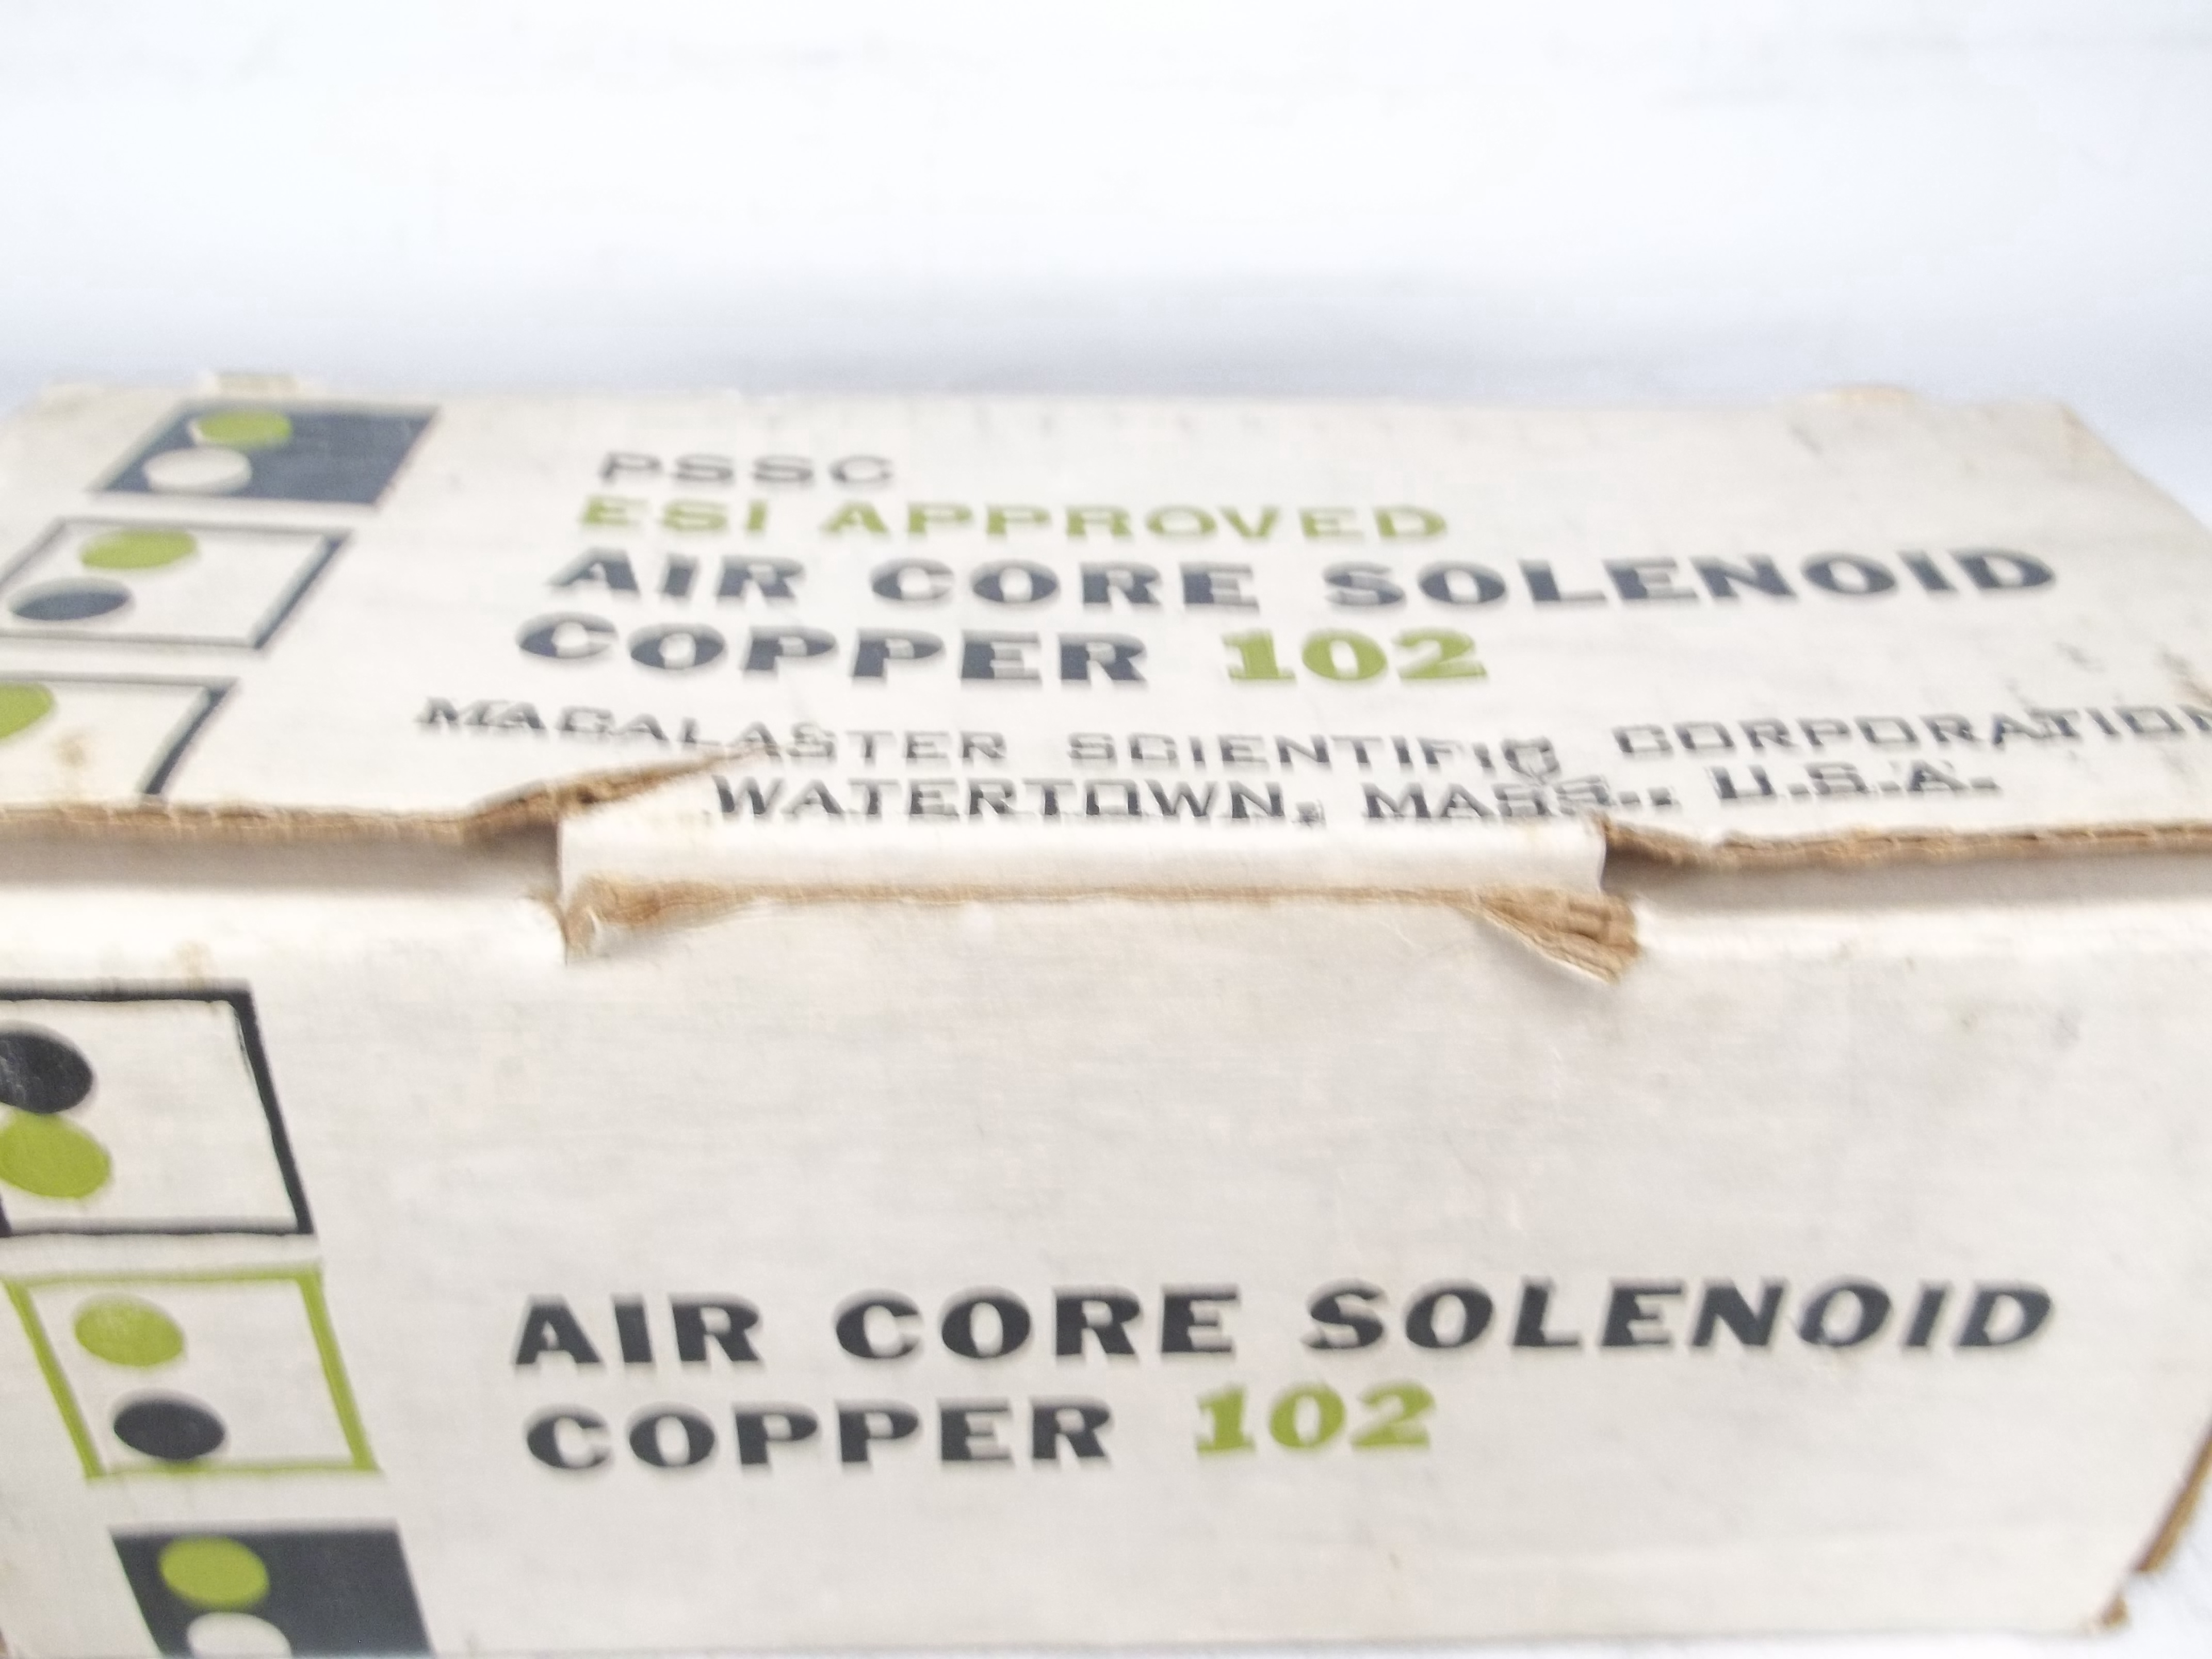 PSSC
ESI APPROVED
AIR CORE SOLENOID
COPPER 102
MACALASTER SCIENTIFIC CORPORATION
WATERTOWN, MASS., U.S.A.
AIR CORE SOLENOID
COPPER 102